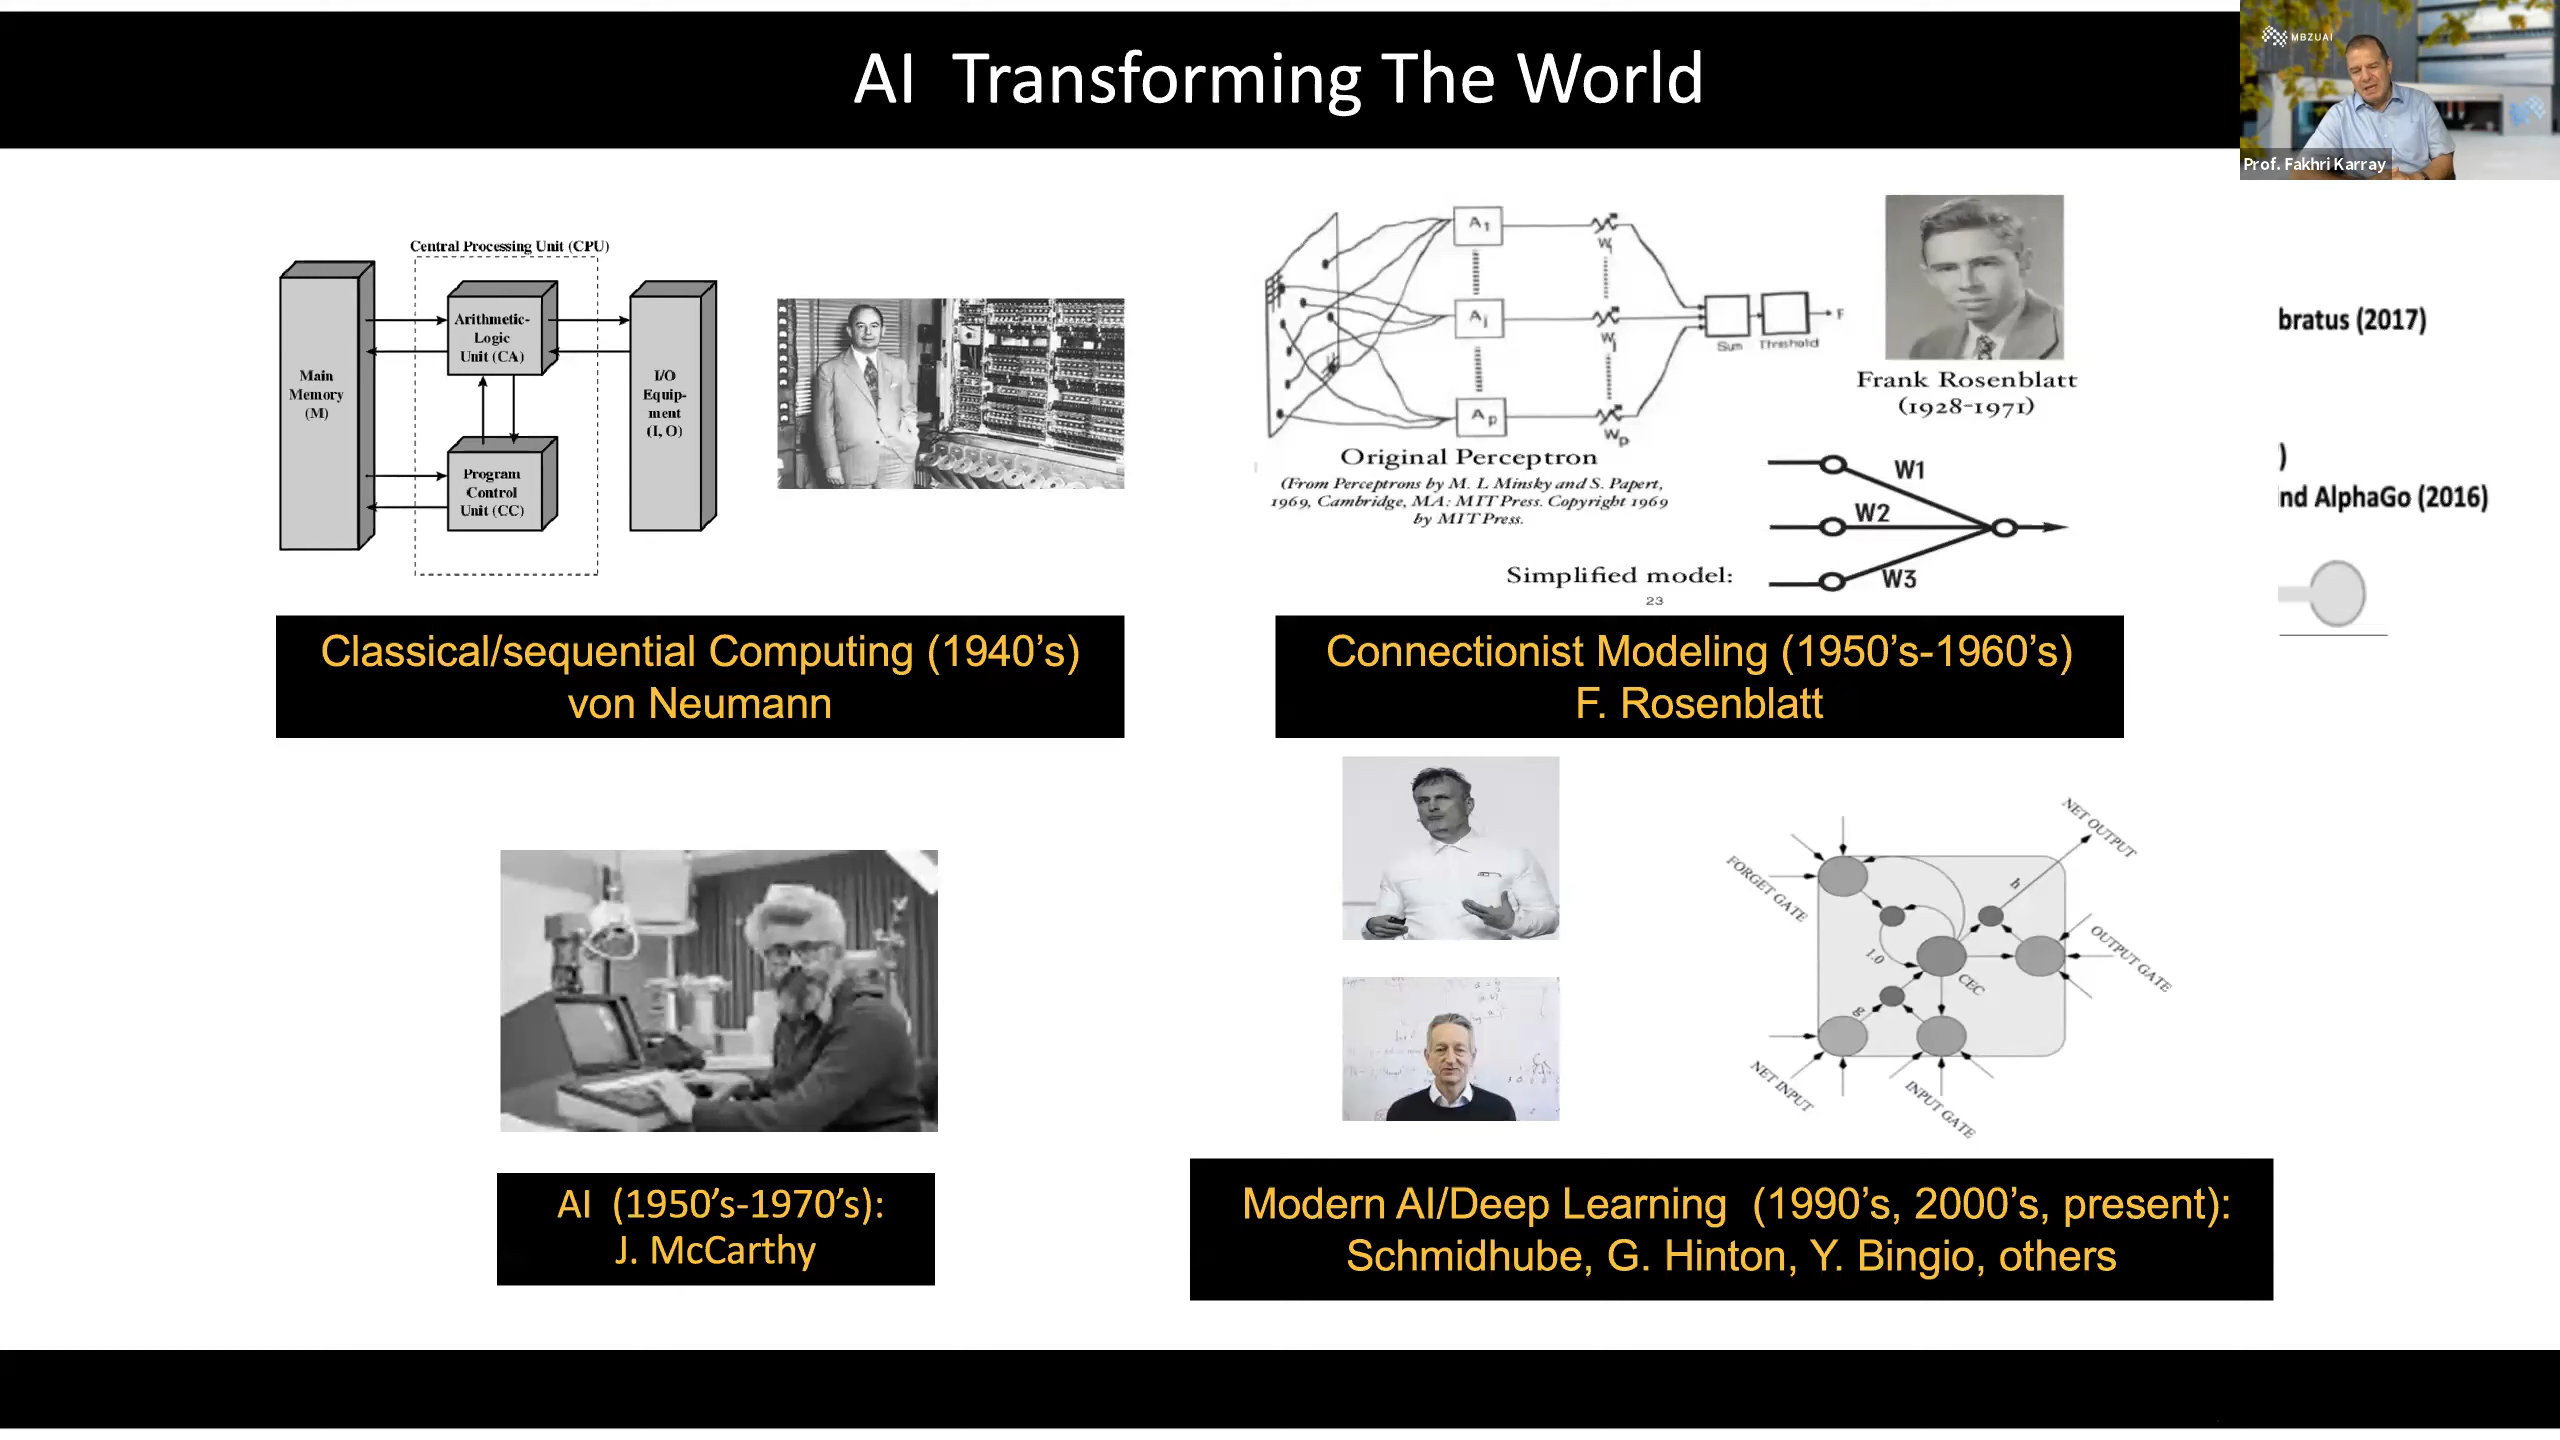 AI  Transforming The World
MBZUAI
Prof. Fakhri Karray
Central Processing Unit (CPU)
Main
Memory
(M)
Arithmetic-
Logic
Unit (CA)
Program
Control
Unit (CC)
I/O
Equip-
ment
(I, O)
Classical/sequential Computing (1940’s)
von Neumann
A1
Aj
Ap
W1
Wj
Wp
Sum
Threshold
F
Original Perceptron
(From Perceptrons by M. L Minsky and S. Papert,
1969, Cambridge, MA: MIT Press. Copyright 1969
by MIT Press.
Frank Rosenblatt
(1928-1971)
Simplified model:
W1
W2
W3
23
Connectionist Modeling (1950’s-1960’s)
F. Rosenblatt
bratus (2017)
)
nd AlphaGo (2016)
AI  (1950’s-1970’s):
J. McCarthy
NET OUTPUT
FORGET GATE
h
OUTPUT GATE
1.0
CEC
g
NET INPUT
INPUT GATE
Modern AI/Deep Learning  (1990’s, 2000’s, present):
Schmidhube, G. Hinton, Y. Bingio, others